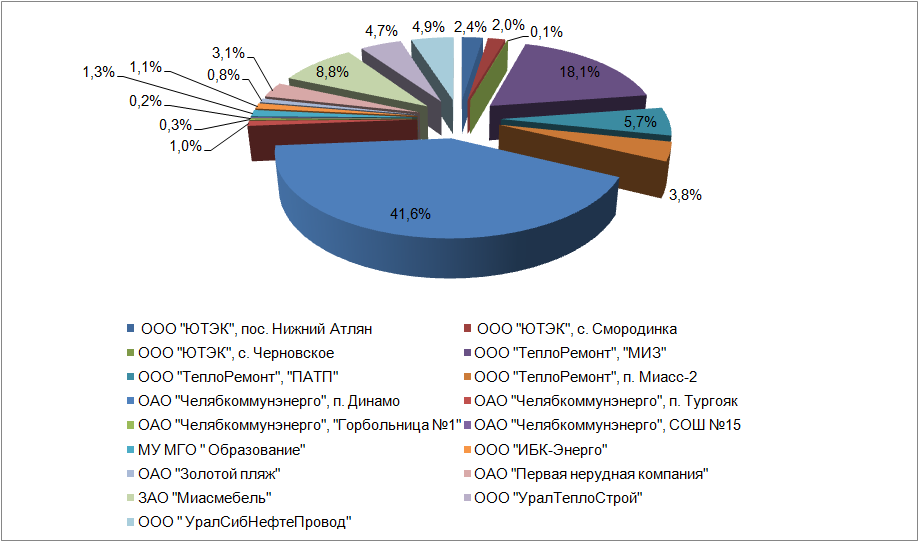 4,7%
4,9%
2,4%
2,0%
0,1%
3,1%
8,8%
18,1%
1,1%
1,3%
0,8%
0,2%
5,7%
0,3%
1,0%
3,8%
41,6%
ООО "ЮТЭК", пос. Нижний Атлян
ООО "ЮТЭК", с. Смородинка
ООО "ЮТЭК", с. Черновское
ООО "ТеплоРемонт", "МИЗ"
ООО "ТеплоРемонт", "ПАТП"
ООО "ТеплоРемонт", п. Миасс-2
ОАО "Челябкоммунэнерго", п. Динамо
ОАО "Челябкоммунэнерго", п. Тургояк
ОАО "Челябкоммунэнерго", "Горбольница №1"
ОАО "Челябкоммунэнерго", СОШ №15
МУ МГО " Образование"
ООО "ИБК-Энерго"
ОАО "Золотой пляж"
ОАО "Первая нерудная компания"
ЗАО "Миасмебель"
ООО "УралТеплоСтрой"
ООО " УралСибНефтеПровод"